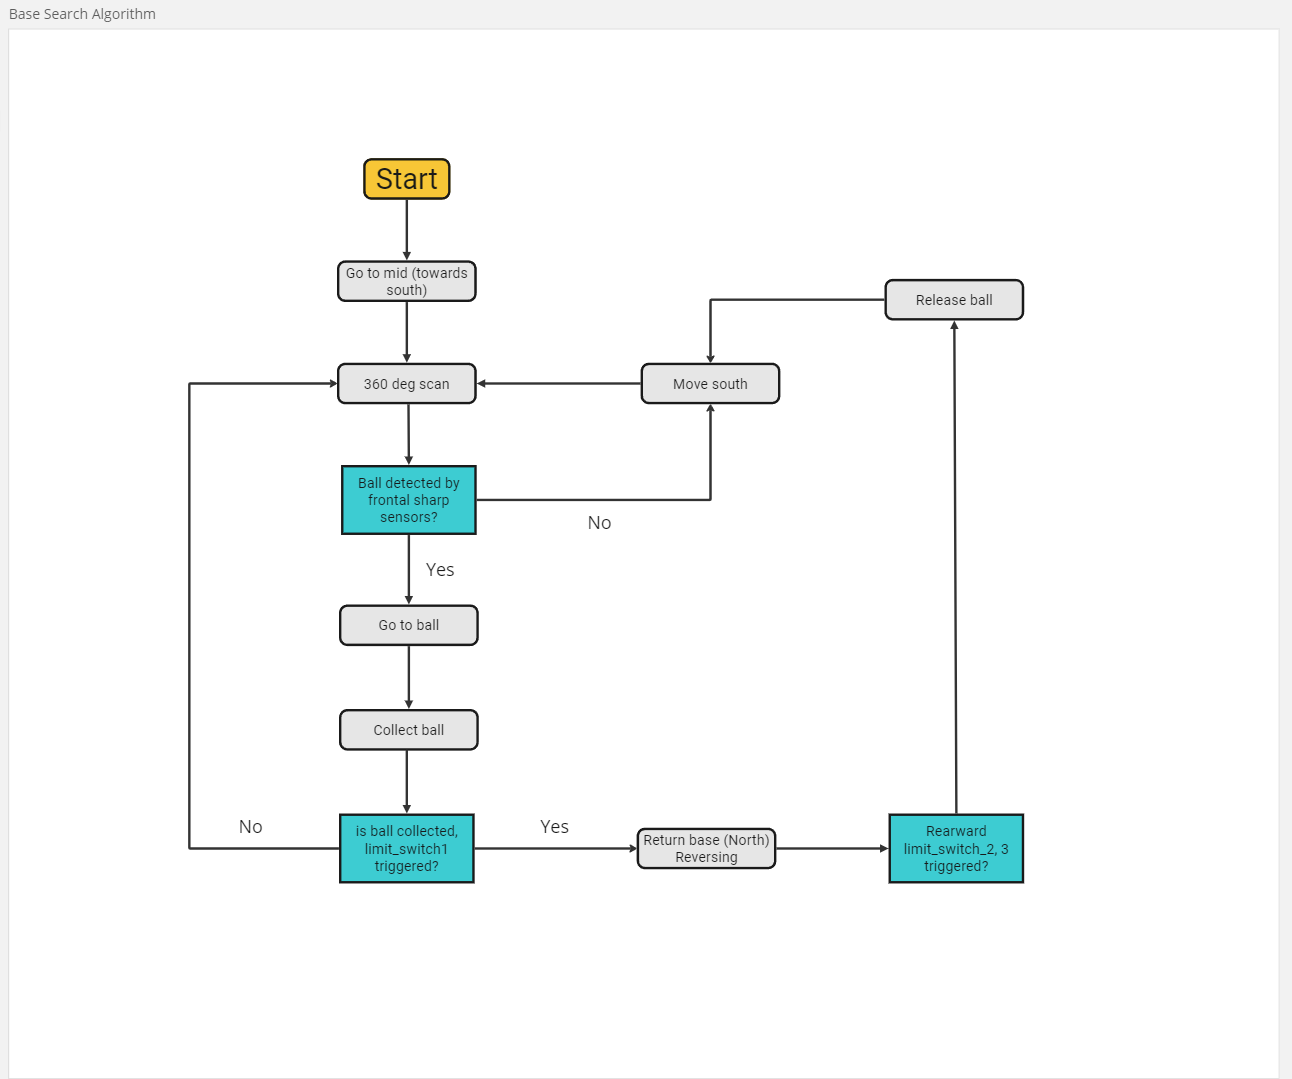 Base Search Algorithm
Start
Go to mid (towards
south)
Release ball
360 deg scan
Move south
Ball detected by
frontal sharp
sensors?
No
Yes
Go to ball
Collect ball
No
is ball collected,
limit_switch1
triggered?
Yes
Return base (North)
Reversing
Rearward
limit_switch_2, 3
triggered?